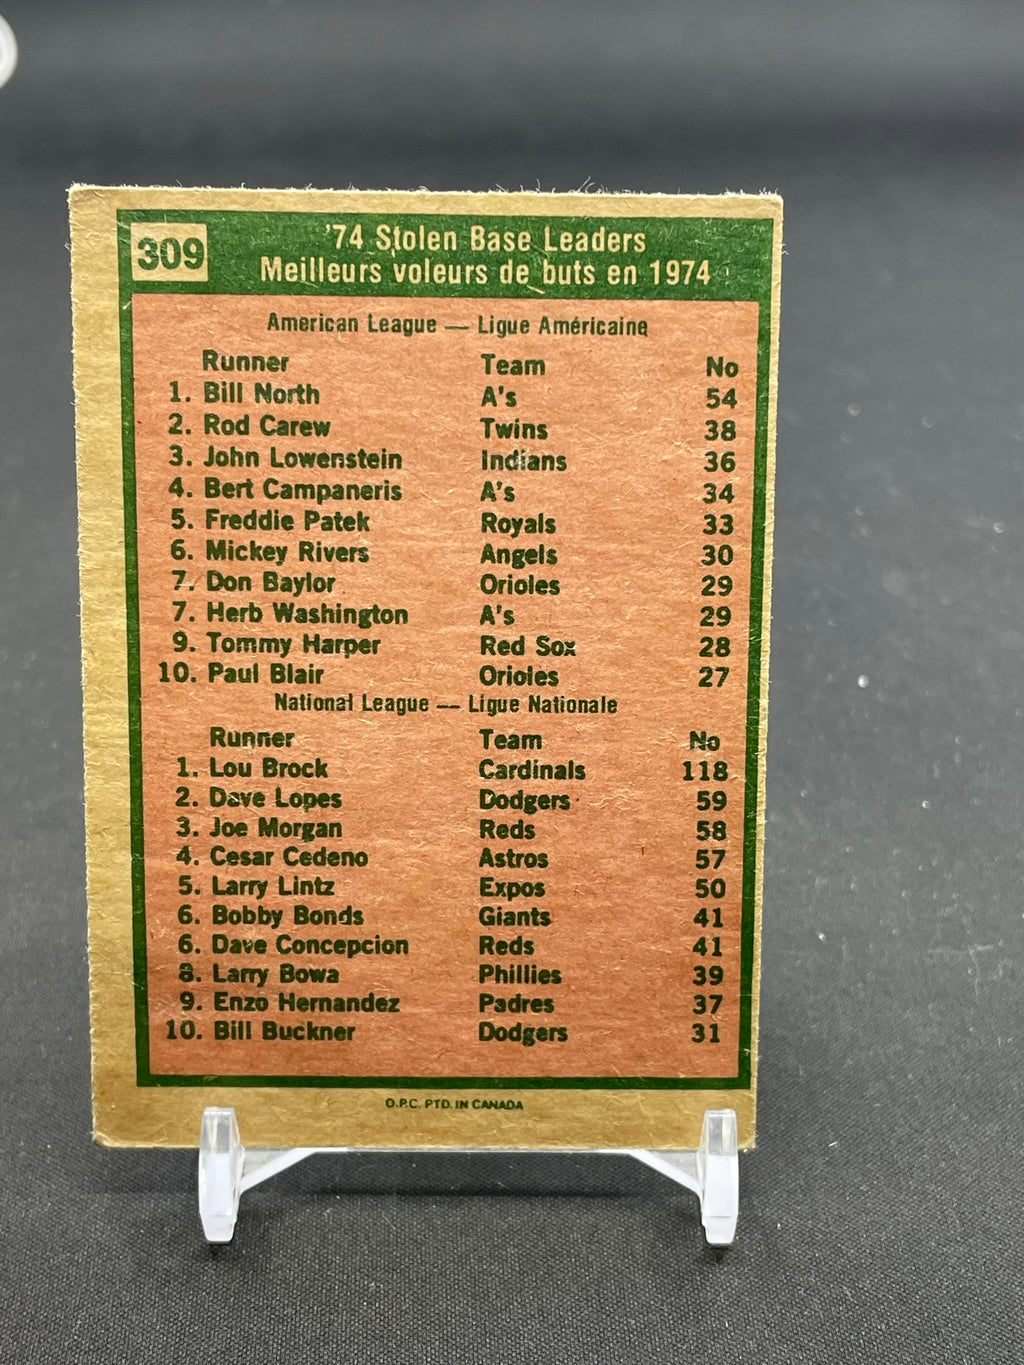 309
'74 Stolen Base Leaders
Meilleurs voleurs de buts en 1974
American League — Ligue Américaine
Runner Team No
1. Bill North A's 54
2. Rod Carew Twins 38
3. John Lowenstein Indians 36
4. Bert Campaneris A's 34
5. Freddie Patek Royals 33
6. Mickey Rivers Angels 30
7. Don Baylor Orioles 29
7. Herb Washington A's 29
9. Tommy Harper Red Sox 28
10. Paul Blair Orioles 27
National League — Ligue Nationale
Runner Team No
1. Lou Brock Cardinals 118
2. Dave Lopes Dodgers 59
3. Joe Morgan Reds 58
4. Cesar Cedeno Astros 57
5. Larry Lintz Expos 50
6. Bobby Bonds Giants 41
6. Dave Concepcion Reds 41
8. Larry Bowa Phillies 39
9. Enzo Hernandez Padres 37
10. Bill Buckner Dodgers 31
O.P.C. PTD. IN CANADA